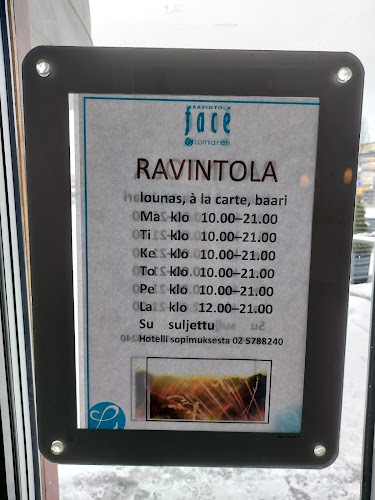 RAVINTOLA
face
Lumiainen
RAVINTOLA
lounas, à la carte, baari
Ma klo 10.00–21.00
Ti klo 10.00–21.00
Ke klo 10.00–21.00
To klo 10.00–21.00
Pe klo 10.00–21.00
La klo 12.00–21.00
Su suljettu
Hotelli sopimuksesta 02 5788240